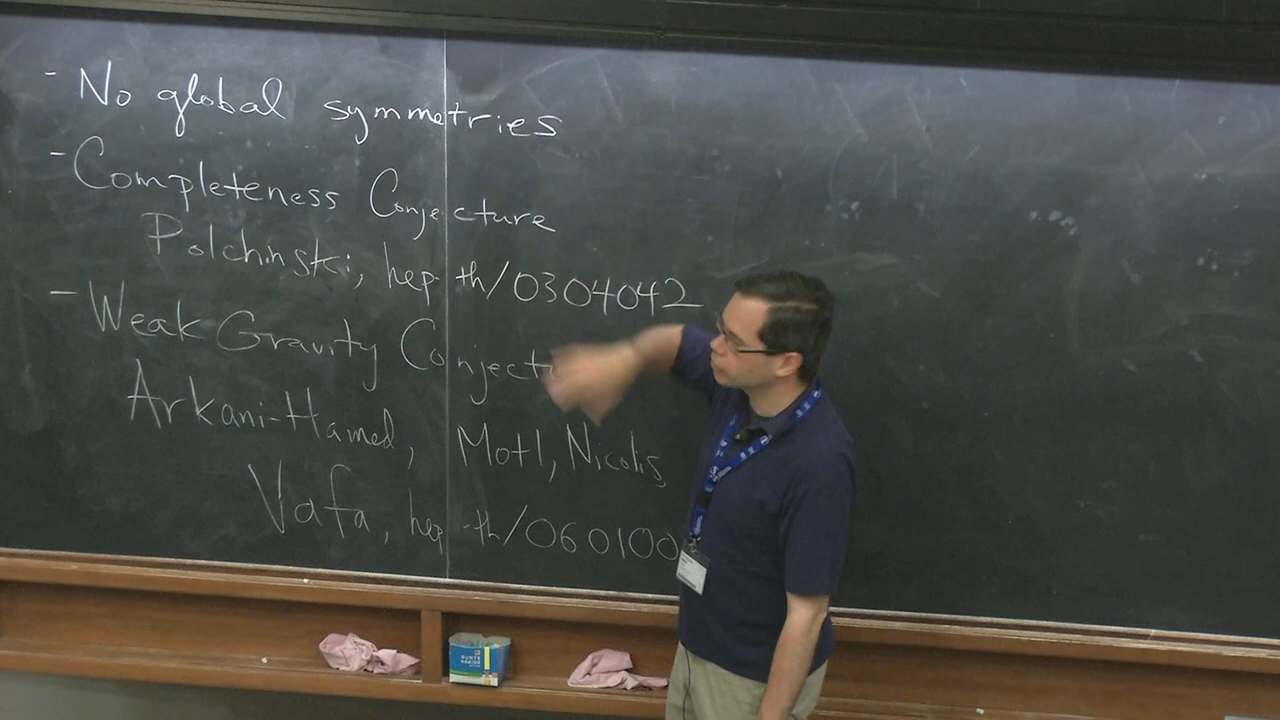 - No global symmetries
- Completeness Conjecture
Polchinski, hep-th/0304042
- Weak Gravity Conject
Arkani-Hamed, Motl, Nicolis,
Vafa, hep-th/060100